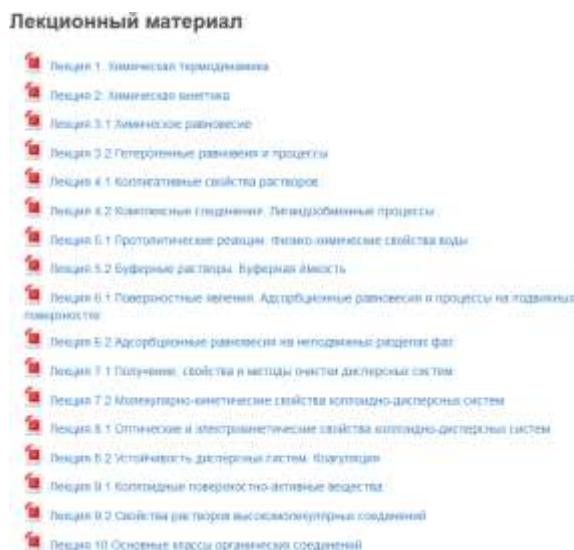 Лекционный материал
Лекция 1. Химическая термодинамика
Лекция 2. Химическая кинетика
Лекция 3.1 Химическое равновесие
Лекция 3.2 Гетерогенные равновеия и процессы
Лекция 4.1 Коллигативные свойства растворов
Лекция 4.2 Комплексные соединения. Лигандообменные процессы
Лекция 5.1 Протолитические реакции. Физико-химические свойства воды
Лекция 5.2 Буферные растворы. Буферная ёмкость
Лекция 6.1 Поверхностные явления. Адсорбционные равновесия и процессы на подвижных
поверхностях
Лекция 6.2 Адсорбционные равновесия на неподвижных разделах фаз
Лекция 7.1 Получение, свойства и методы очистки дисперсных систем
Лекция 7.2 Молекулярно-кинетические свойства коллоидно-дисперсных систем
Лекция 8.1 Оптические и электрокинетические свойства коллоидно-дисперсных систем
Лекция 8.2 Устойчивость дисперсных систем. Коагуляция
Лекция 9.1 Коллоидные поверхностно-активные вещества
Лекция 9.2 Свойства растворов высокомолекулярных соединений
Лекция 10 Основные классы органических соединений